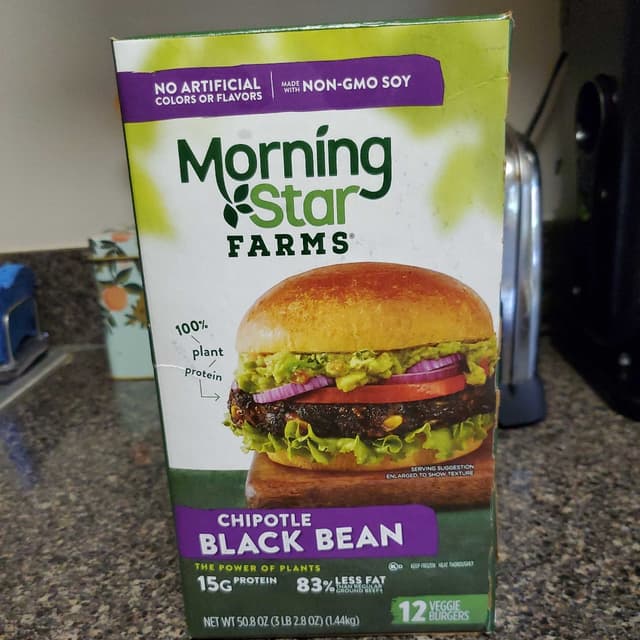 NO ARTIFICIAL
COLORS OR FLAVORS
MADE
WITH
NON-GMO SOY
Morning
Star
FARMS®
100%
plant
protein
SERVING SUGGESTION
ENLARGED TO SHOW TEXTURE
CHIPOTLE
BLACK BEAN
THE POWER OF PLANTS
15G PROTEIN
83% LESS FAT
THAN REGULAR
GROUND BEEF
KEEP FROZEN HEAT THOROUGHLY
NET WT 50.8 OZ (3 LB 2.8 OZ) (1.44kg)
12 VEGGIE
BURGERS